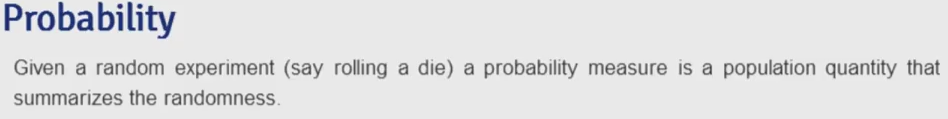 Probability
Given a random experiment (say rolling a die) a probability measure is a population quantity that
summarizes the randomness.